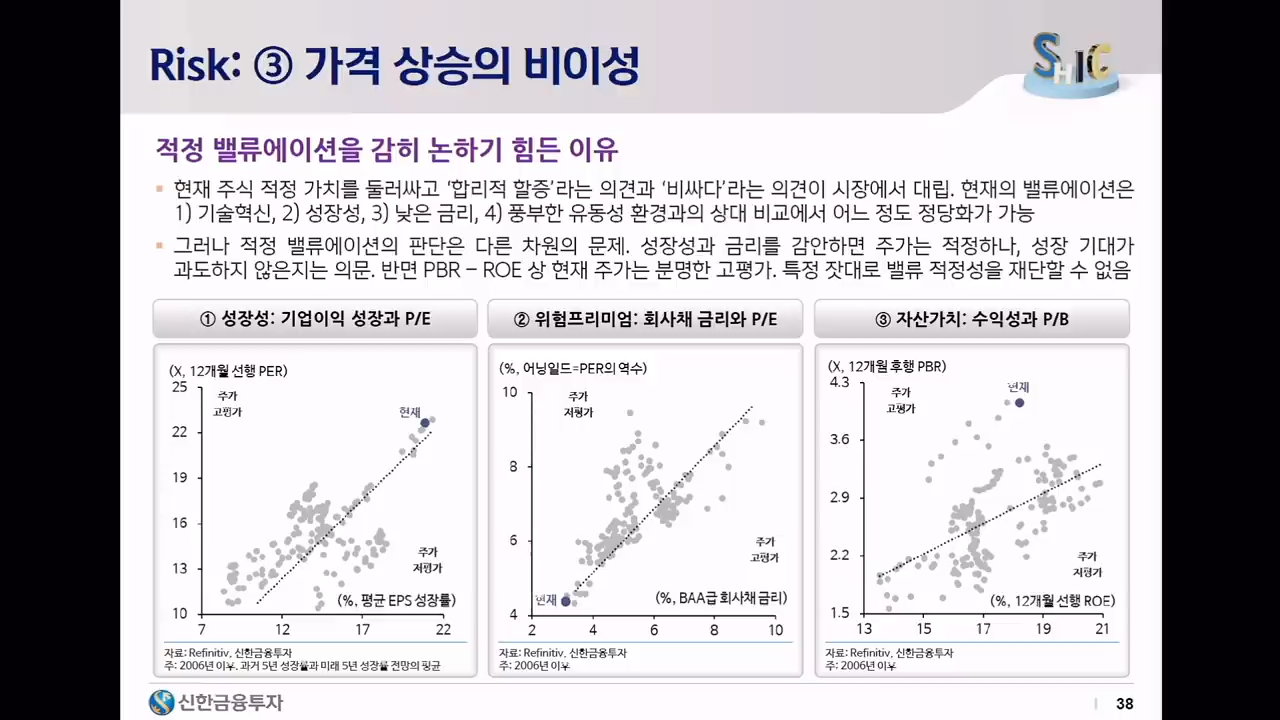 Risk: ③ 가격 상승의 비이성
SHIC
적정 밸류에이션을 감히 논하기 힘든 이유
▪ 현재 주식 적정 가치를 둘러싸고 ‘합리적 할증’라는 의견과 ‘비싸다’라는 의견이 시장에서 대립. 현재의 밸류에이션은
1) 기술혁신, 2) 성장성, 3) 낮은 금리, 4) 풍부한 유동성 환경과의 상대 비교에서 어느 정도 정당화가 가능
▪ 그러나 적정 밸류에이션의 판단은 다른 차원의 문제. 성장성과 금리를 감안하면 주가는 적정하나, 성장 기대가
과도하지 않은지는 의문. 반면 PBR – ROE 상 현재 주가는 분명한 고평가. 특정 잣대로 밸류 적정성을 재단할 수 없음
① 성장성: 기업이익 성장과 P/E
(X, 12개월 선행 PER)
25
22
19
16
13
10
주가
고평가
현재
주가
저평가
(%, 평균 EPS 성장률)
7 12 17 22
자료: Refinitiv, 신한금융투자
주: 2006년 이후. 과거 5년 성장률과 미래 5년 성장률 전망의 평균
② 위험프리미엄: 회사채 금리와 P/E
(%, 어닝일드=PER의 역수)
10
8
6
4
주가
저평가
주가
고평가
현재
(%, BAA급 회사채 금리)
2 4 6 8 10
자료: Refinitiv, 신한금융투자
주: 2006년 이후
③ 자산가치: 수익성과 P/B
(X, 12개월 후행 PBR)
4.3
3.6
2.9
2.2
1.5
주가
고평가
현재
주가
저평가
(%, 12개월 선행 ROE)
13 15 17 19 21
자료: Refinitiv, 신한금융투자
주: 2006년 이후
신한금융투자
38